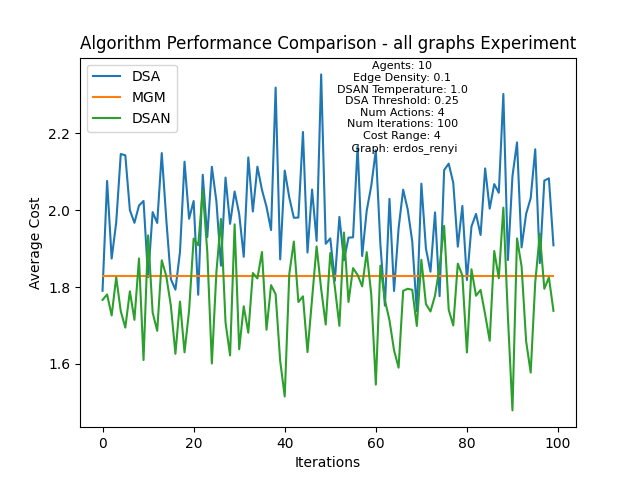 Algorithm Performance Comparison - all graphs Experiment
DSA
MGM
DSAN
Agents: 10
Edge Density: 0.1
DSAN Temperature: 1.0
DSA Threshold: 0.25
Num Actions: 4
Num Iterations: 100
Cost Range: 4
Graph: erdos_renyi
Average Cost
2.2
2.0
1.8
1.6
0
20
40
60
80
100
Iterations